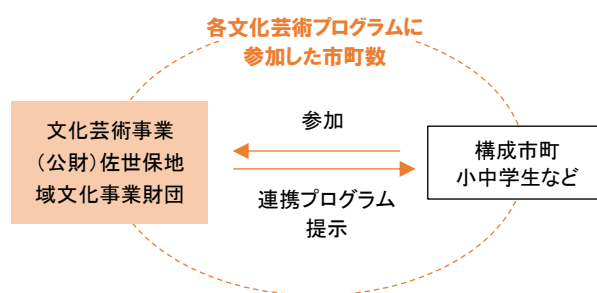 各文化芸術プログラムに
参加した市町数
文化芸術事業
（公財）佐世保地
域文化事業財団
参加
連携プログラム
提示
構成市町
小中学生など